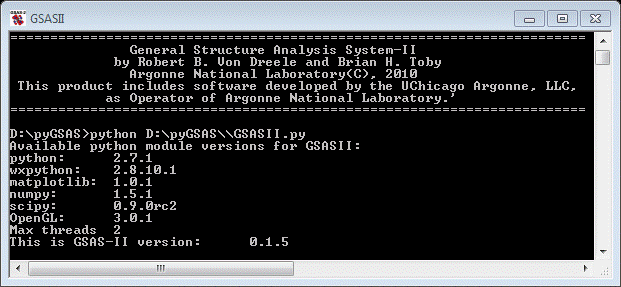 GSASII
========================================================================
General Structure Analysis System-II
by Robert B. Von Dreele and Brian H. Toby
Argonne National Laboratory(C), 2010
This product includes software developed by the UChicago Argonne, LLC,
as Operator of Argonne National Laboratory.'
========================================================================
D:\pyGSAS>python D:\pyGSAS\\GSASII.py
Available python module versions for GSASII:
python: 2.7.1
wxpython: 2.8.10.1
matplotlib: 1.0.1
numpy: 1.5.1
scipy: 0.9.0rc2
OpenGL: 3.0.1
Max threads 2
This is GSAS-II version: 0.1.5